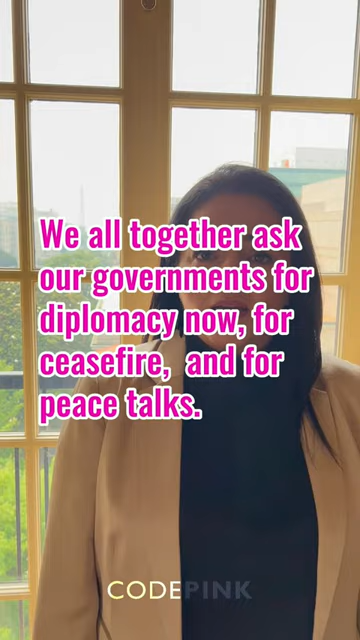 We all together ask
our governments for
diplomacy now, for
ceasefire,  and for
peace talks.
CODEPINK